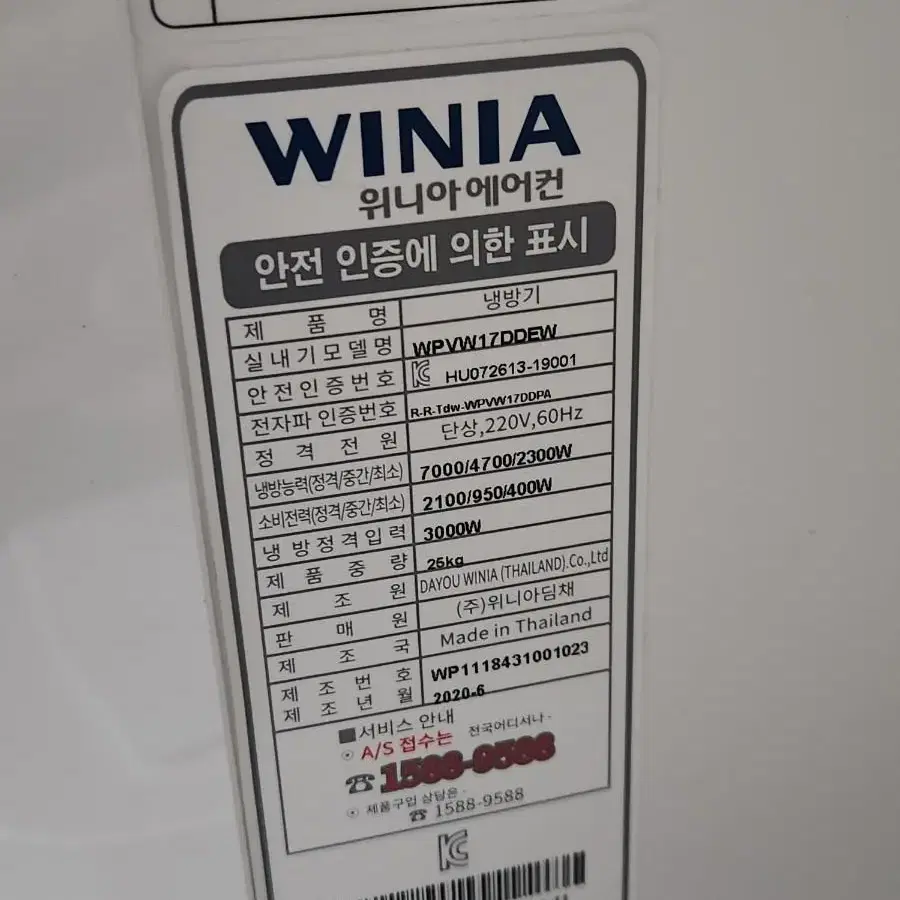 WINIA
위니아에어컨
안전 인증에 의한 표시
제 품 명 냉방기
실내기모델명 WPVW17DDEW
안전인증번호 HU072613-19001
전자파 인증번호 R-R-Tdw-WPVW17DDPA
정 격 전 원 단상,220V,60Hz
냉방능력(정격/중간/최소) 7000/4700/2300W
소비전력(정격/중간/최소) 2100/950/400W
냉 방 정 격 입 력 3000W
제 품 중 량 25kg
제 조 원 DAYOU WINIA (THAILAND).Co.,Ltd
판 매 원 (주)위니아딤채
제 조 국 Made in Thailand
제 조 번 호 WP1118431001023
제 조 년 월 2020-6
■서비스 안내
⊙ A/S 접수는 전국어디서나 -
☎1588-9588
⊙ 제품구입 상담은 -
☎ 1588-9588